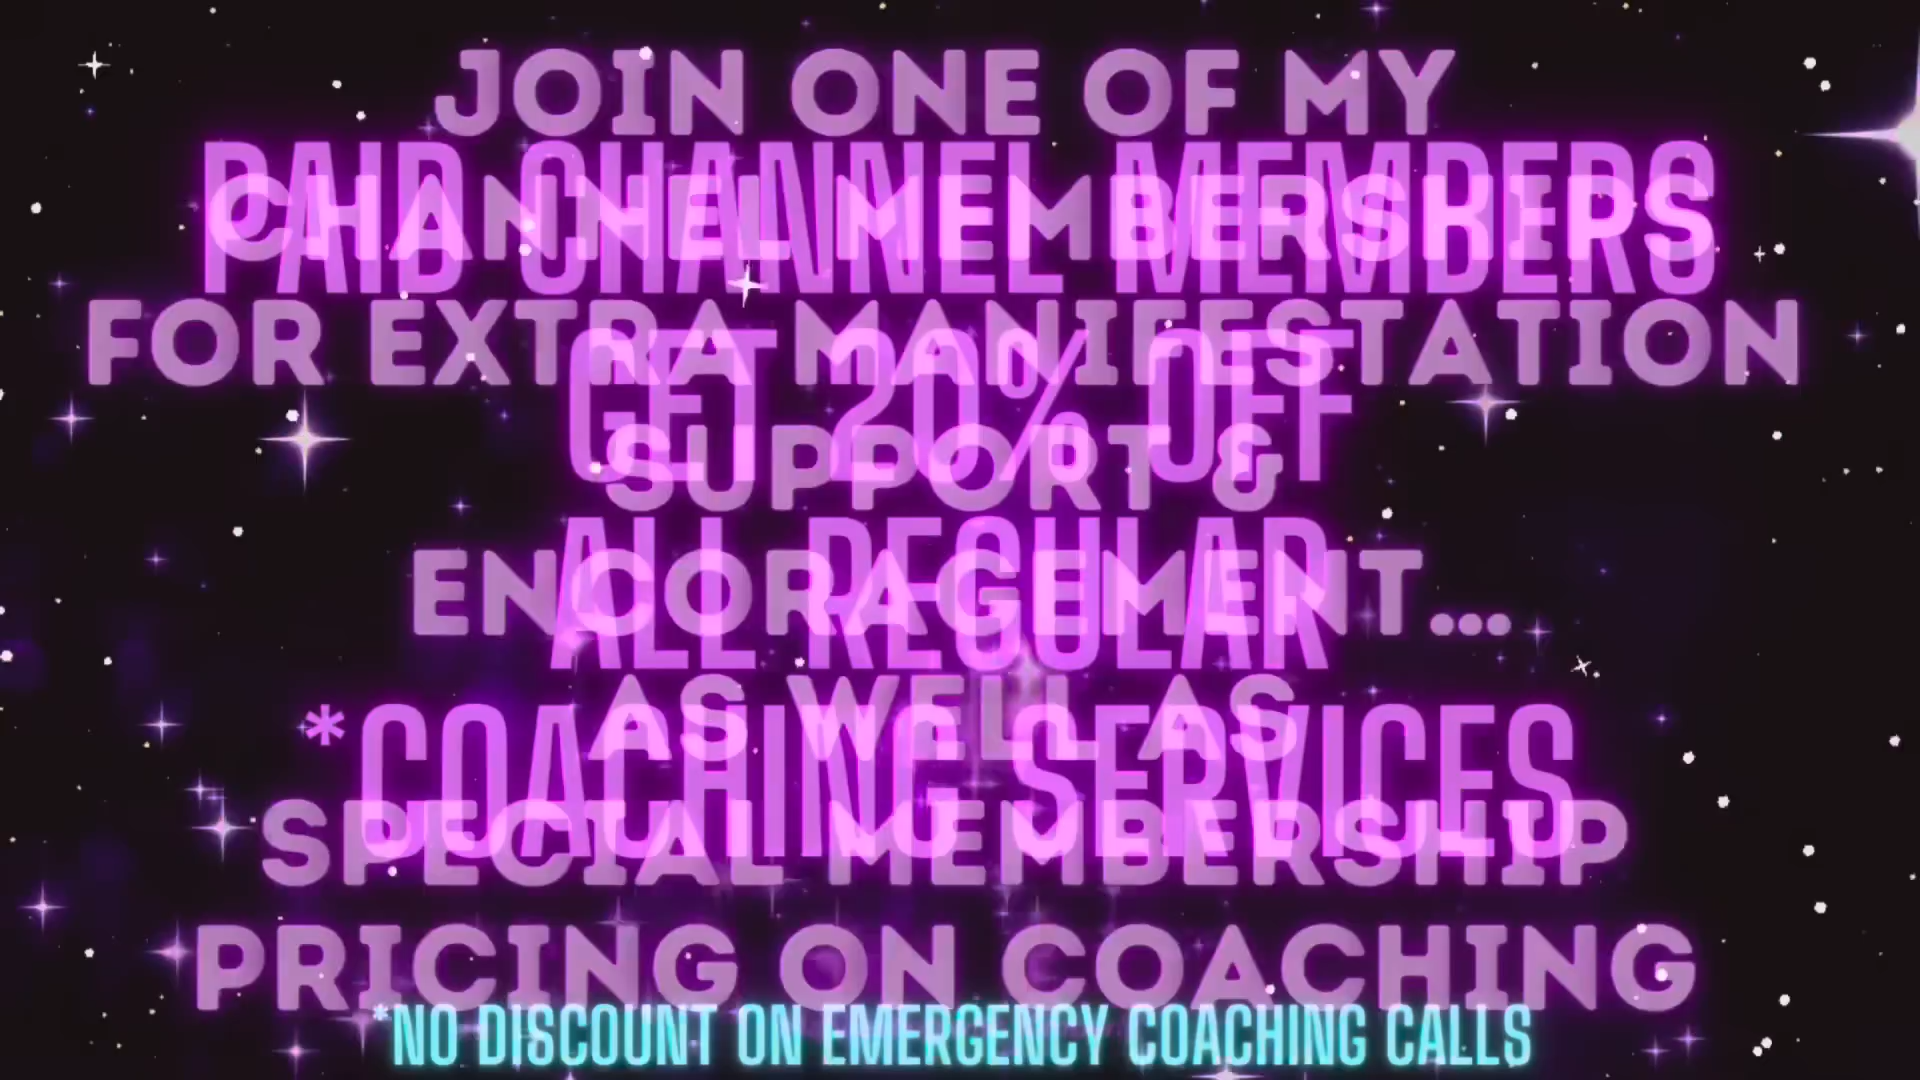 JOIN ONE OF MY
CHANNEL MEMBERSHIPS
FOR EXTRA MANIFESTATION
SUPPORT &
ENCORAGEMENT...
AS WELL AS
SPECIAL MEMBERSHIP
PRICING ON COACHING
PAID CHANNEL MEMBERS
GET 20% OFF
ALL REGULAR
*COACHING SERVICES
*NO DISCOUNT ON EMERGENCY COACHING CALLS